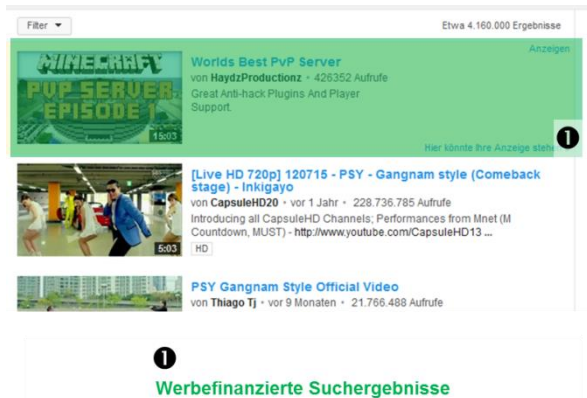 Filter
Etwa 4.160.000 Ergebnisse
Anzeigen
MINECRAFT
PVP SERVER
EPISODE 1
15:03
Worlds Best PvP Server
von HaydzProductionz • 426352 Aufrufe
Great Anti-hack Plugins And Player
Support.
Hier könnte Ihre Anzeige stehen
1
5:03
[Live HD 720p] 120715 - PSY - Gangnam style (Comeback
stage) - Inkigayo
von CapsuleHD20 • vor 1 Jahr • 228.736.785 Aufrufe
Introducing all CapsuleHD Channels; Performances from Mnet (M
Countdown, MUST) - http://www.youtube.com/CapsuleHD13 ...
HD
PSY Gangnam Style Official Video
von Thiago Tj • vor 9 Monaten • 21.766.488 Aufrufe
1
Werbefinanzierte Suchergebnisse